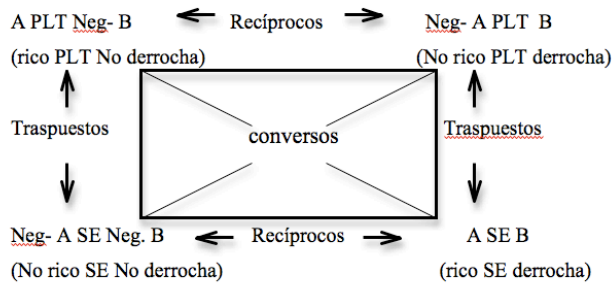 A PLT Neg- B Recíprocos Neg- A PLT B
(rico PLT No derrocha) (No rico PLT derrocha)
Traspuestos conversos Traspuestos
Neg- A SE Neg. B Recíprocos A SE B
(No rico SE No derrocha) (rico SE derrocha)